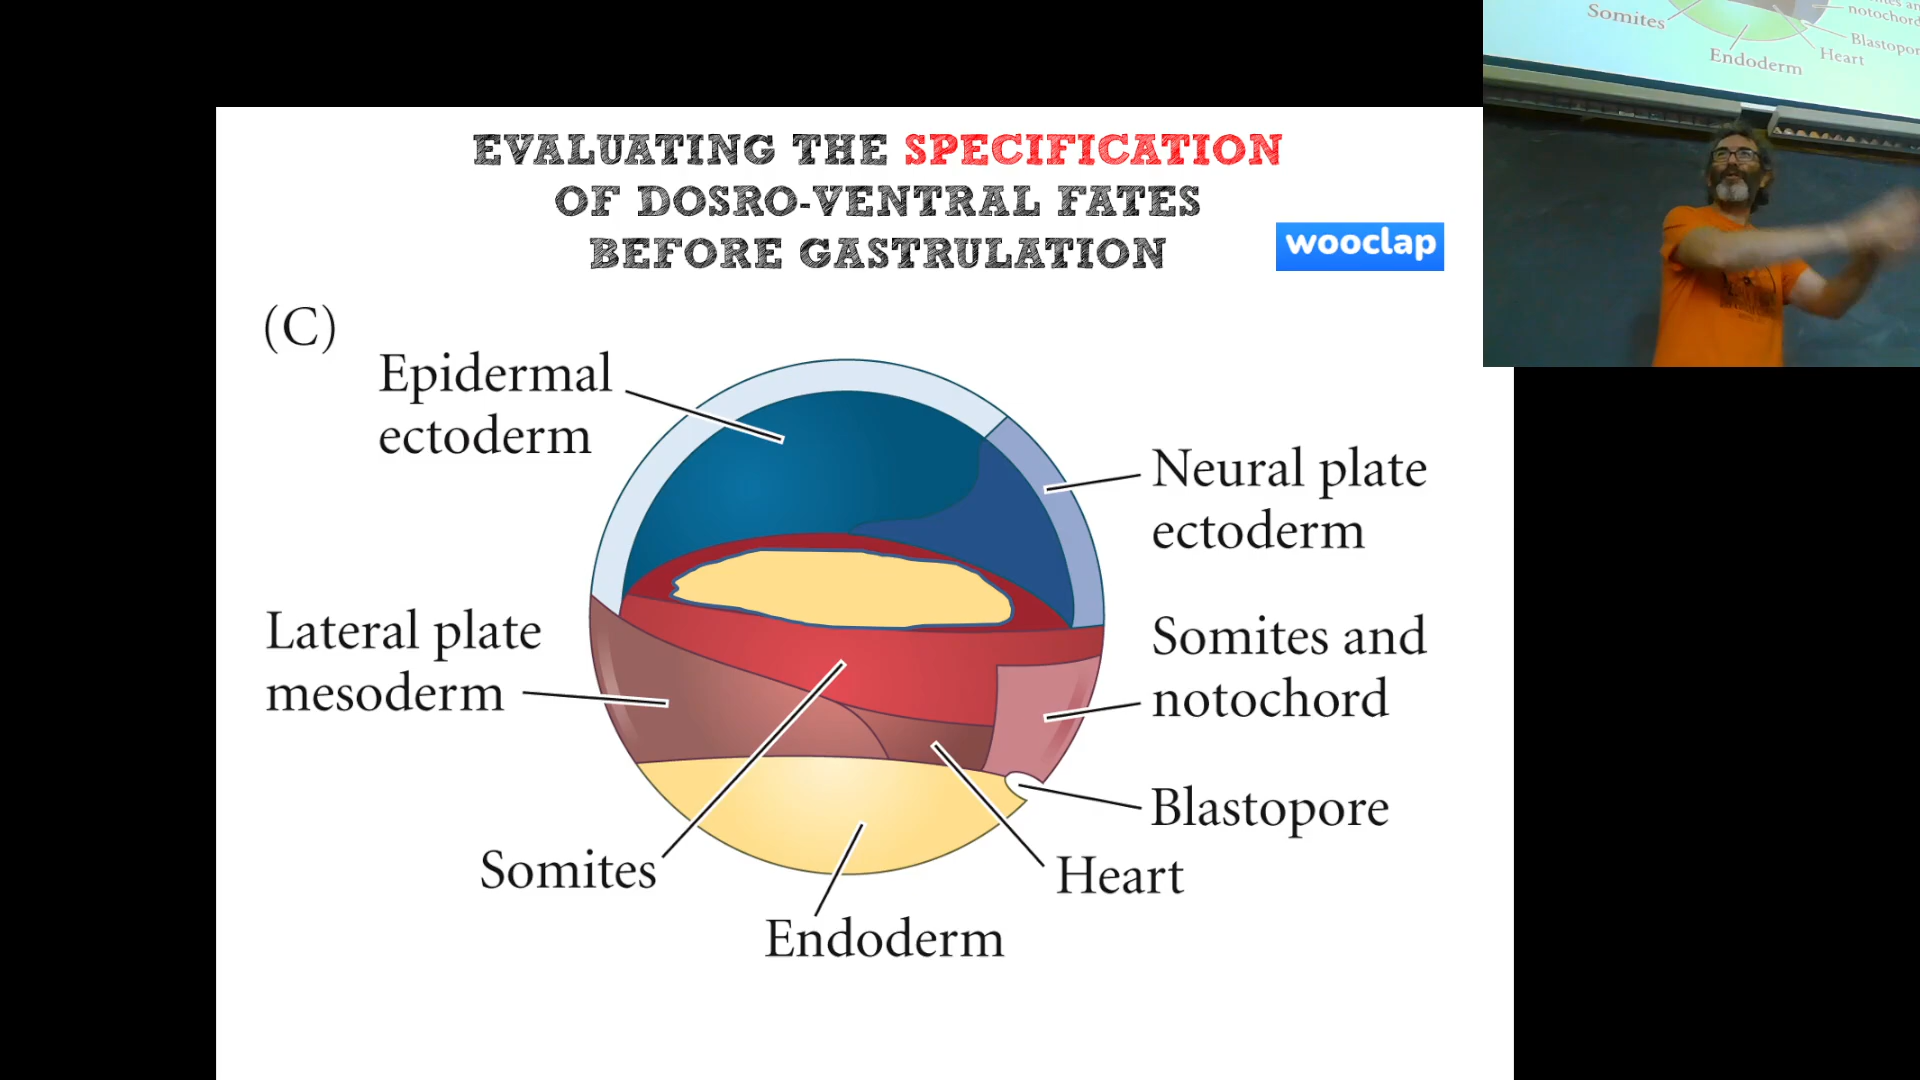 EVALUATING THE SPECIFICATION
OF DOSRO-VENTRAL FATES
BEFORE GASTRULATION
wooclap
(C)
Epidermal
ectoderm
Neural plate
ectoderm
Lateral plate
mesoderm
Somites and
notochord
Blastopore
Somites
Heart
Endoderm
Somites
notochord
Blastopor
Heart
Endoderm